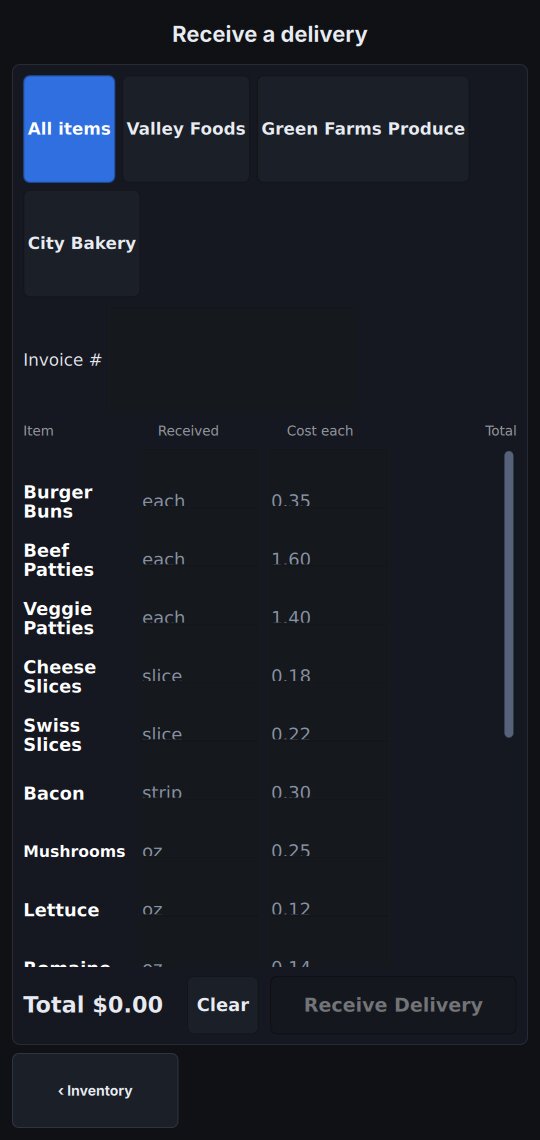 Receive a delivery
All items Valley Foods Green Farms Produce
City Bakery
Invoice #
Item Received Cost each Total
Burger Buns each 0.35
Beef Patties each 1.60
Veggie Patties each 1.40
Cheese Slices slice 0.18
Swiss Slices slice 0.22
Bacon strip 0.30
Mushrooms oz 0.25
Lettuce oz 0.12
Romaine oz 0.14
Total $0.00 Clear Receive Delivery
‹ Inventory